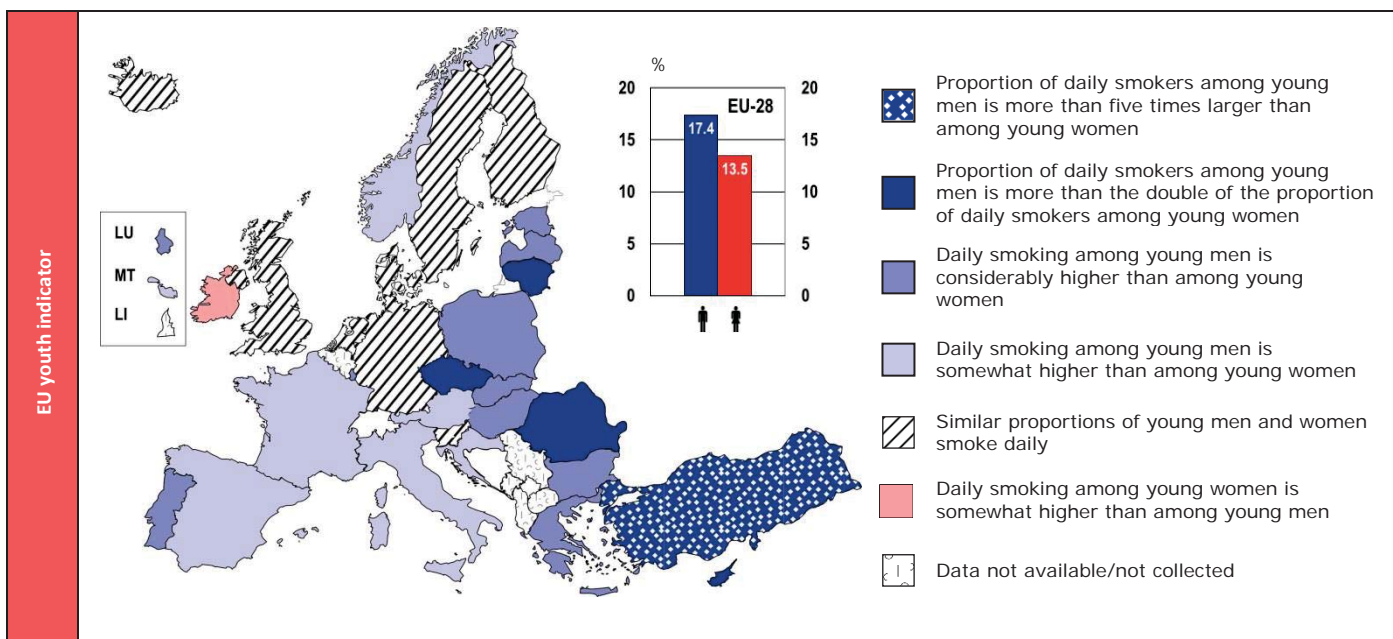 EU youth indicator
LU
MT
LI
%
20
15
10
5
0
EU-28
17.4
13.5
20
15
10
5
0
Proportion of daily smokers among young
men is more than five times larger than
among young women
Proportion of daily smokers among young
men is more than the double of the proportion
of daily smokers among young women
Daily smoking among young men is
considerably higher than among young
women
Daily smoking among young men is
somewhat higher than among young women
Similar proportions of young men and women
smoke daily
Daily smoking among young women is
somewhat higher than among young men
Data not available/not collected